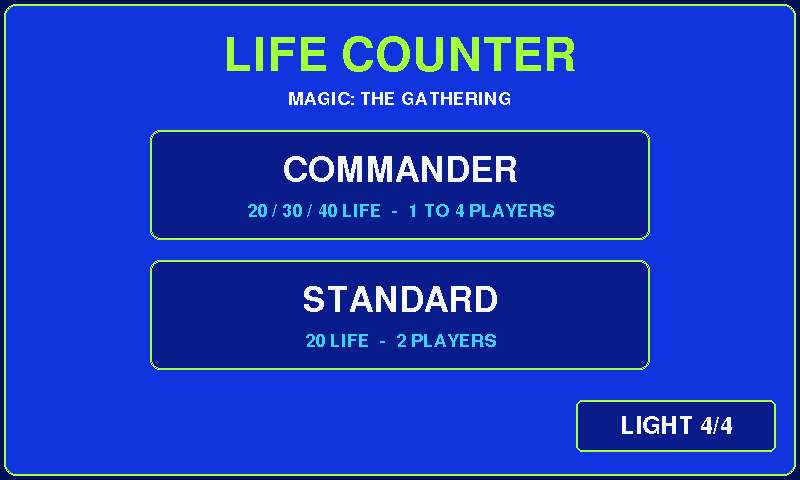 LIFE COUNTER
MAGIC: THE GATHERING
COMMANDER
20 / 30 / 40 LIFE - 1 TO 4 PLAYERS
STANDARD
20 LIFE - 2 PLAYERS
LIGHT 4/4